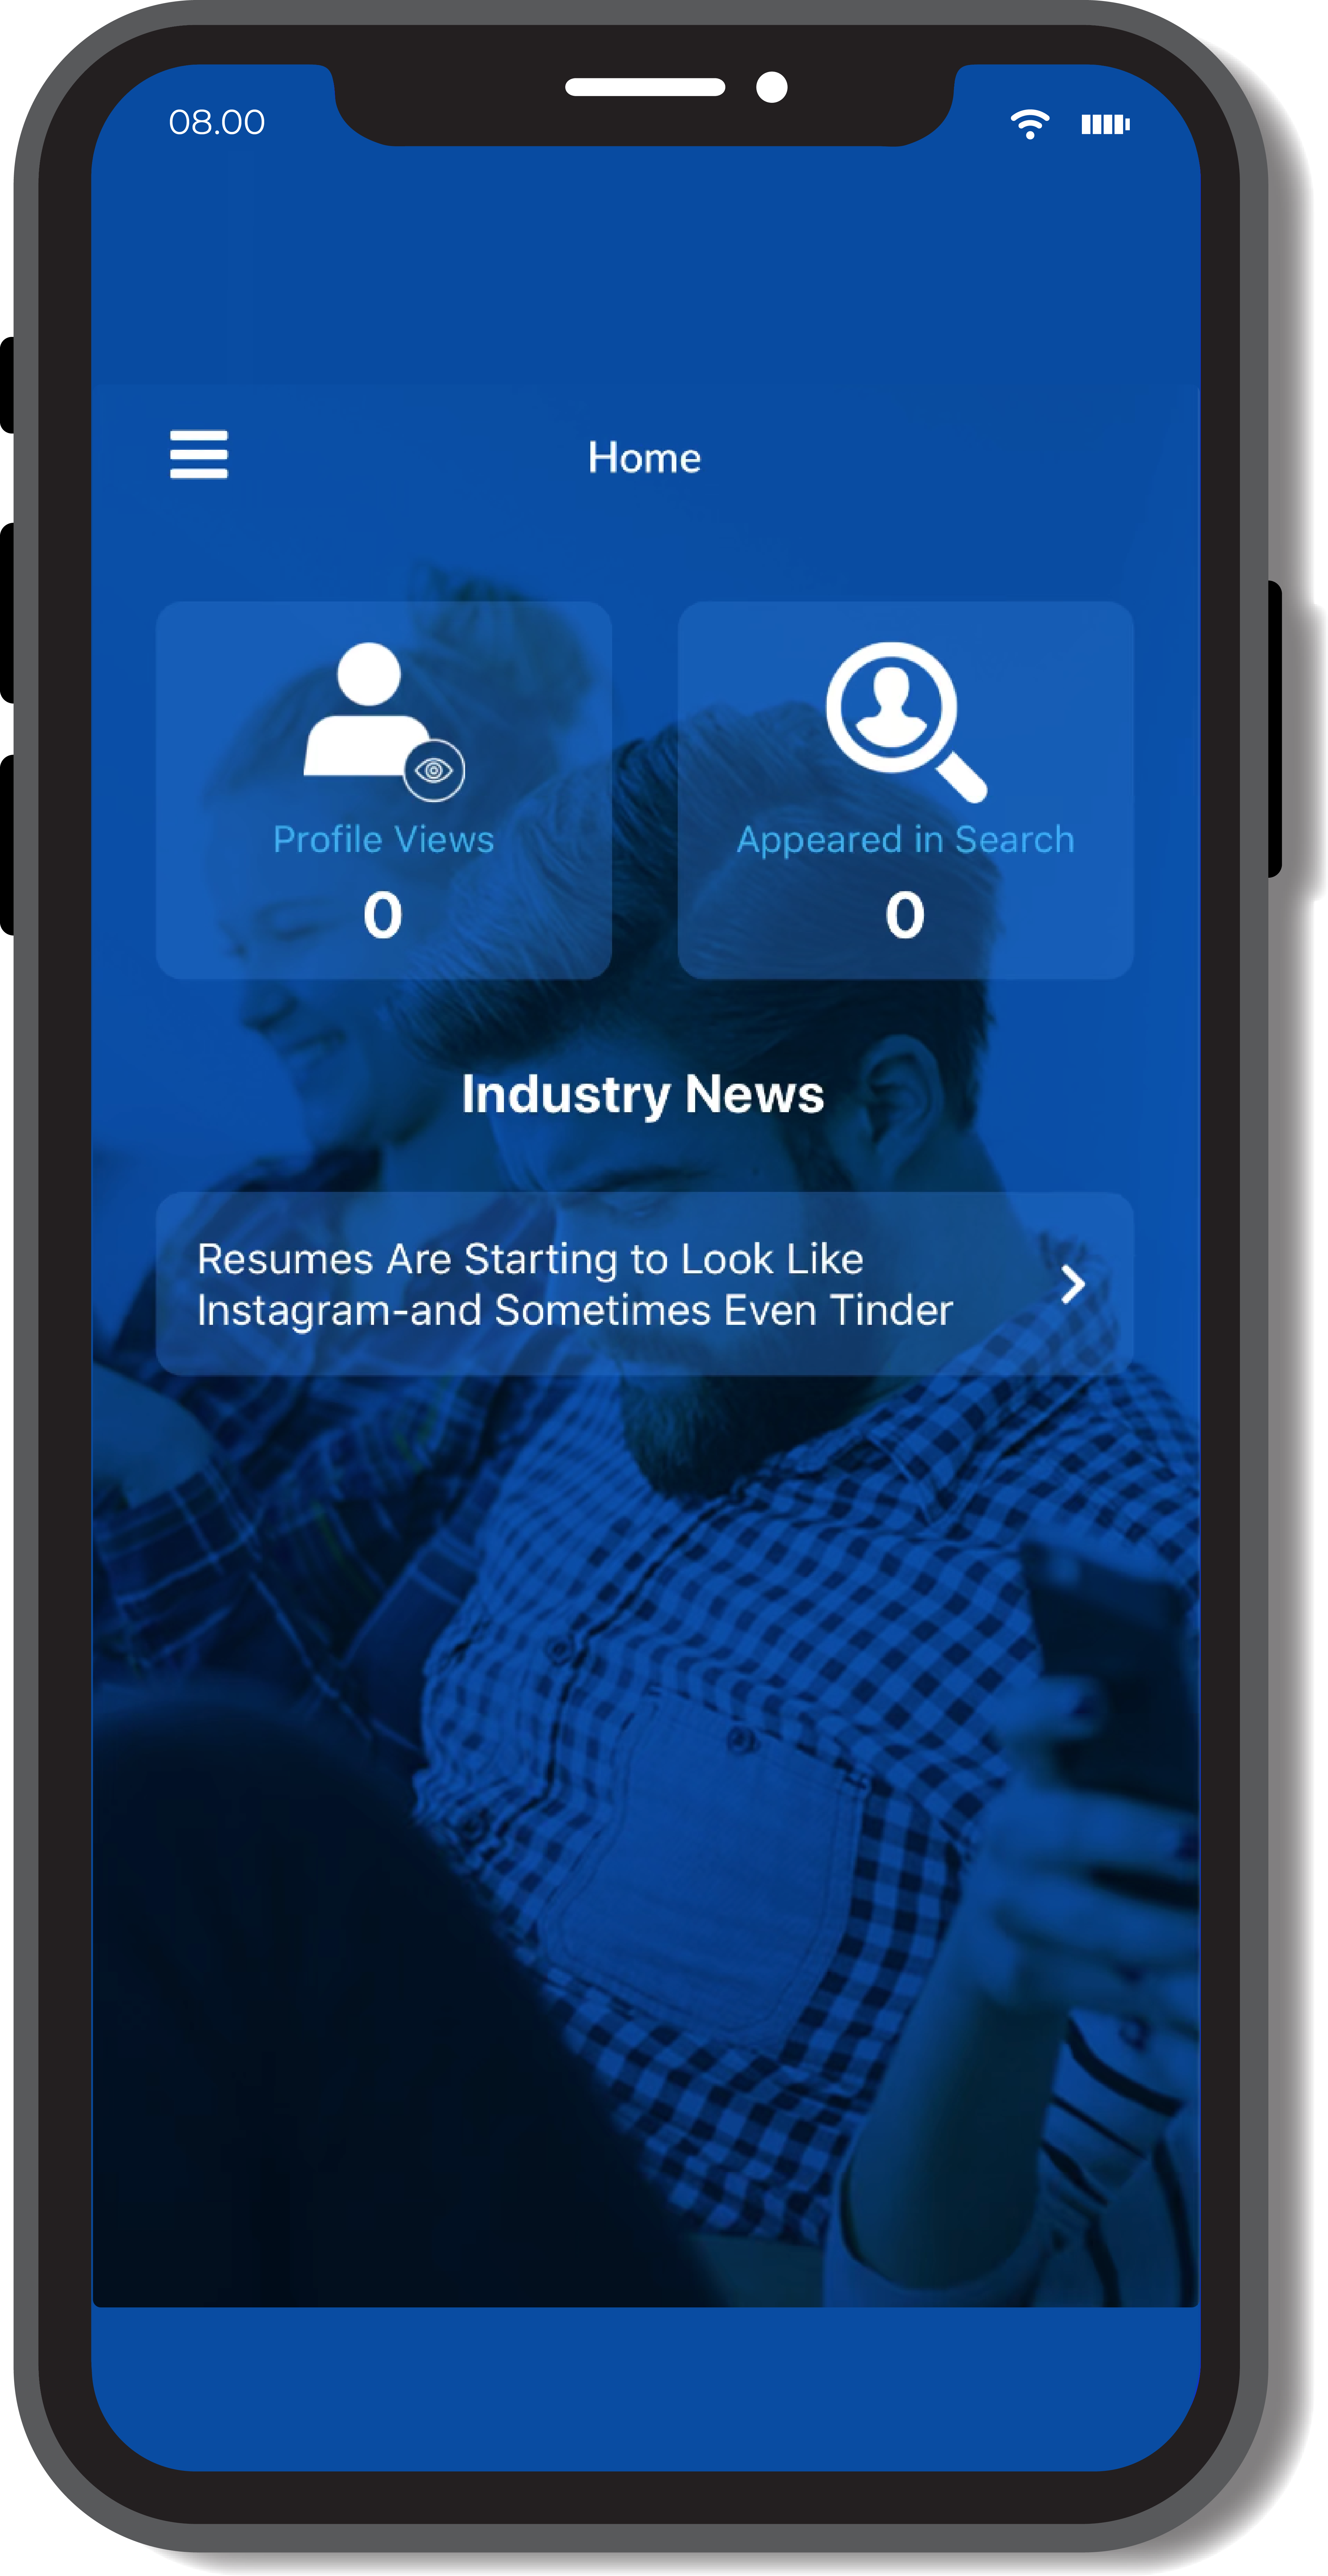 08.00
Home
Profile Views
0
Appeared in Search
0
Industry News
Resumes Are Starting to Look Like
Instagram-and Sometimes Even Tinder